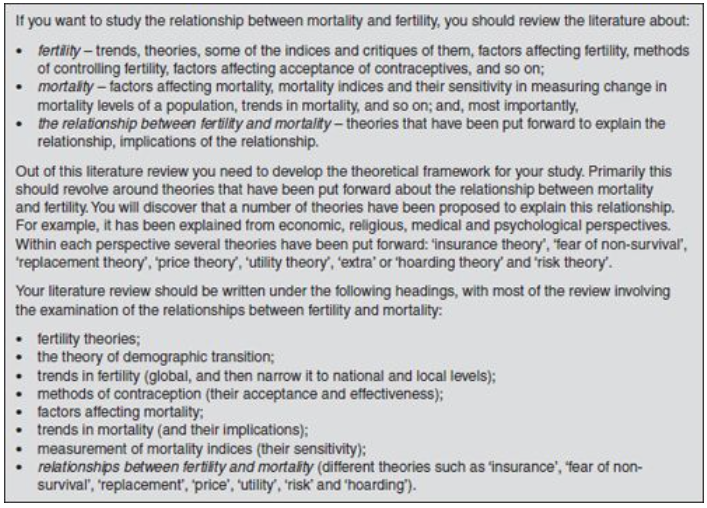 If you want to study the relationship between mortality and fertility, you should review the literature about:
• fertility – trends, theories, some of the indices and critiques of them, factors affecting fertility, methods
of controlling fertility, factors affecting acceptance of contraceptives, and so on;
• mortality – factors affecting mortality, mortality indices and their sensitivity in measuring change in
mortality levels of a population, trends in mortality, and so on; and, most importantly,
• the relationship between fertility and mortality – theories that have been put forward to explain the
relationship, implications of the relationship.
Out of this literature review you need to develop the theoretical framework for your study. Primarily this
should revolve around theories that have been put forward about the relationship between mortality
and fertility. You will discover that a number of theories have been proposed to explain this relationship.
For example, it has been explained from economic, religious, medical and psychological perspectives.
Within each perspective several theories have been put forward: ‘insurance theory’, ‘fear of non-survival’,
‘replacement theory’, ‘price theory’, ‘utility theory’, ‘extra’ or ‘hoarding theory’ and ‘risk theory’.
Your literature review should be written under the following headings, with most of the review involving
the examination of the relationships between fertility and mortality:
• fertility theories;
• the theory of demographic transition;
• trends in fertility (global, and then narrow it to national and local levels);
• methods of contraception (their acceptance and effectiveness);
• factors affecting mortality;
• trends in mortality (and their implications);
• measurement of mortality indices (their sensitivity);
• relationships between fertility and mortality (different theories such as ‘insurance’, ‘fear of non-
survival’, ‘replacement’, ‘price’, ‘utility’, ‘risk’ and ‘hoarding’).